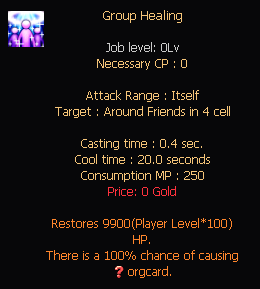 Group Healing
Job level: 0Lv
Necessary CP : 0
Attack Range : Itself
Target : Around Friends in 4 cell
Casting time : 0.4 sec.
Cool time : 20.0 seconds
Consumption MP : 250
Price: 0 Gold
Restores 9900(Player Level*100)
HP.
There is a 100% chance of causing
❓orgcard.